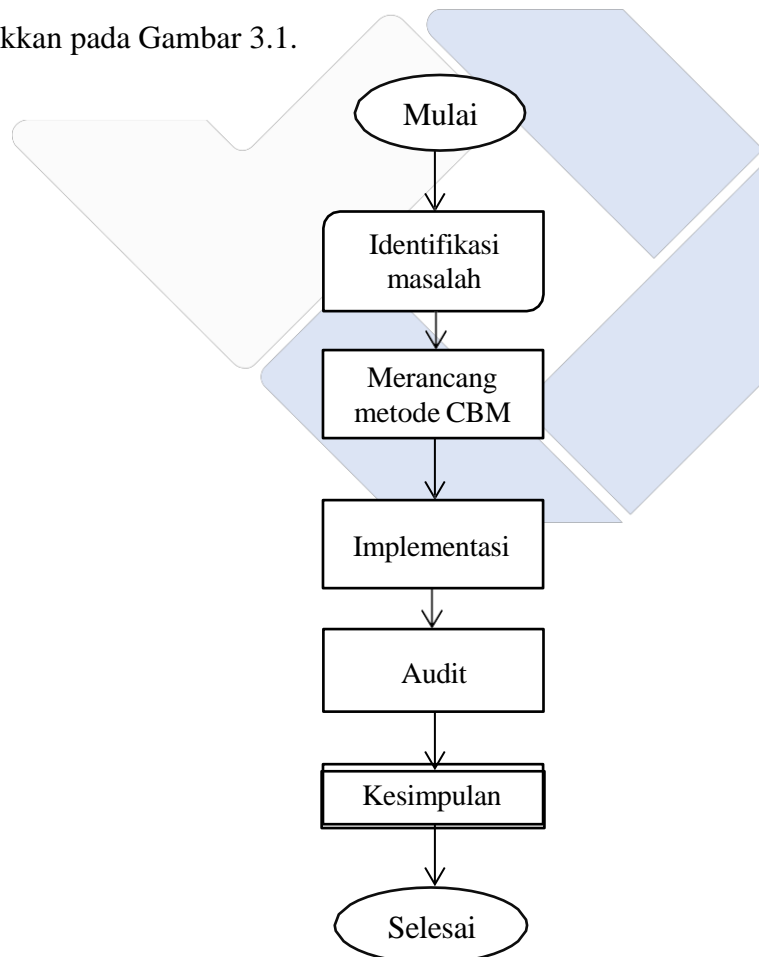 kkan pada Gambar 3.1.
Mulai
Identifikasi
masalah
Merancang
metode CBM
Implementasi
Audit
Kesimpulan
Selesai